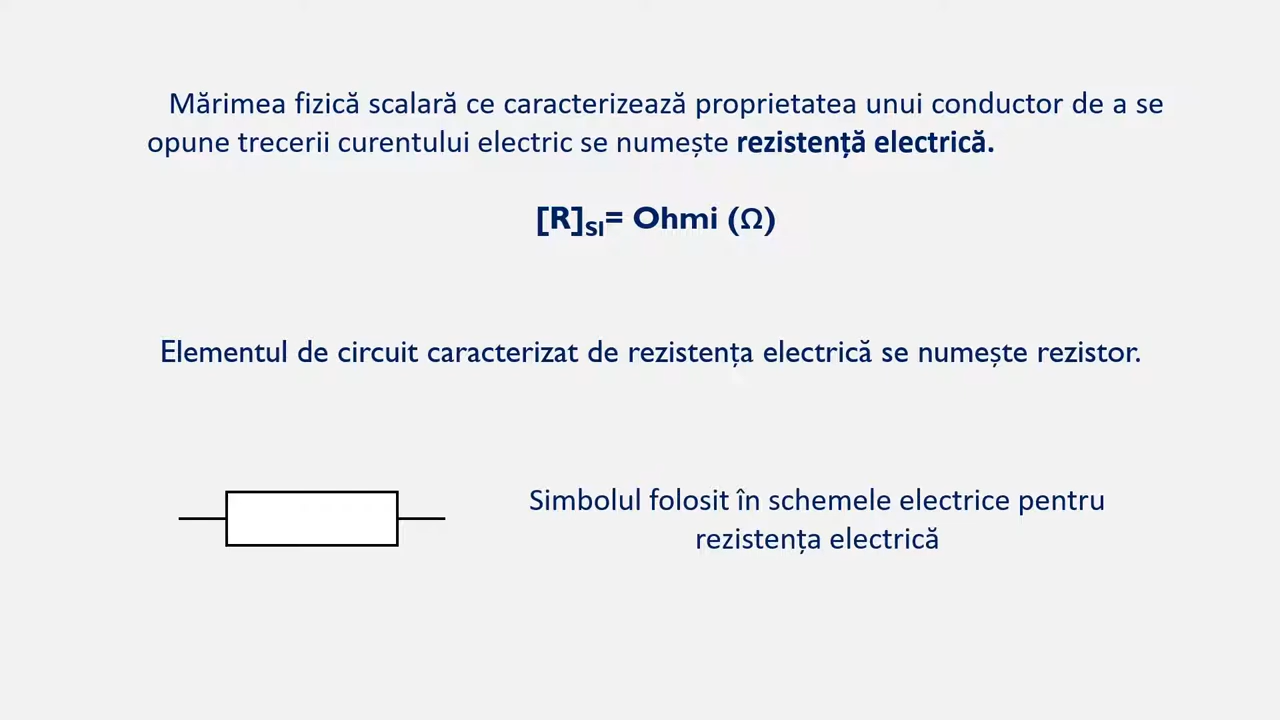 Mărimea fizică scalară ce caracterizează proprietatea unui conductor de a se
opune trecerii curentului electric se numește rezistență electrică.
[R]SI= Ohmi (Ω)
Elementul de circuit caracterizat de rezistența electrică se numește rezistor.
Simbolul folosit în schemele electrice pentru
rezistența electrică